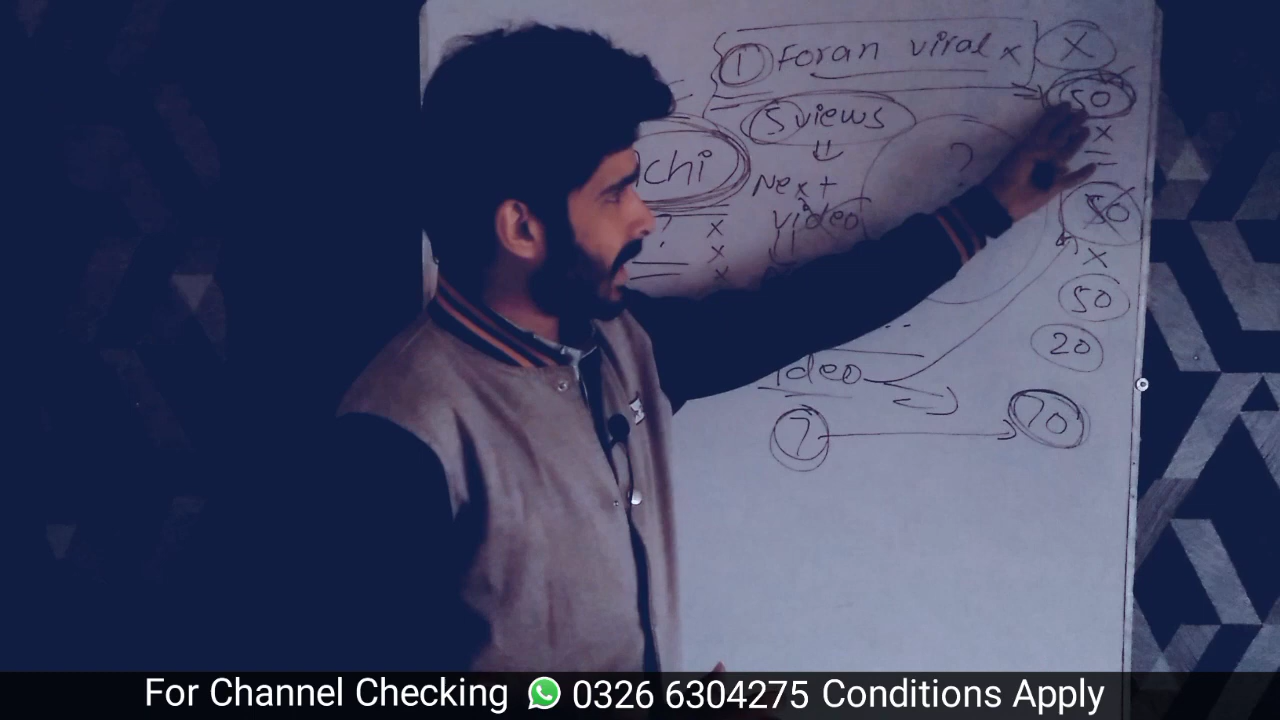 ① Foran viral x
X
50
5 views
x
chi
Next
?
video
50
? x
x
x
x
50
20
ideo
?
70
For Channel Checking 0326 6304275 Conditions Apply